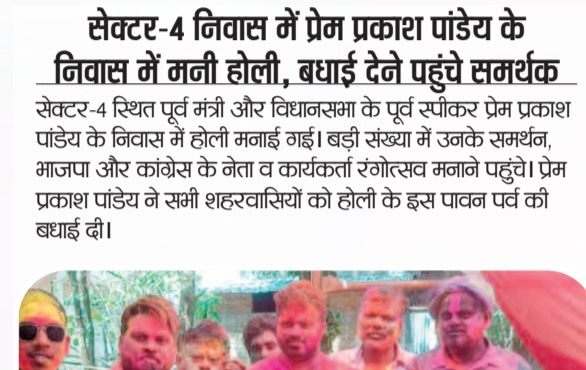 सेक्टर-4 निवास में प्रेम प्रकाश पांडेय के
निवास में मनी होली, बधाई देने पहुंचे समर्थक
सेक्टर-4 स्थित पूर्व मंत्री और विधानसभा के पूर्व स्पीकर प्रेम प्रकाश
पांडेय के निवास में होली मनाई गई। बड़ी संख्या में उनके समर्थन,
भाजपा और कांग्रेस के नेता व कार्यकर्ता रंगोत्सव मनाने पहुंचे। प्रेम
प्रकाश पांडेय ने सभी शहरवासियों को होली के इस पावन पर्व की
बधाई दी।